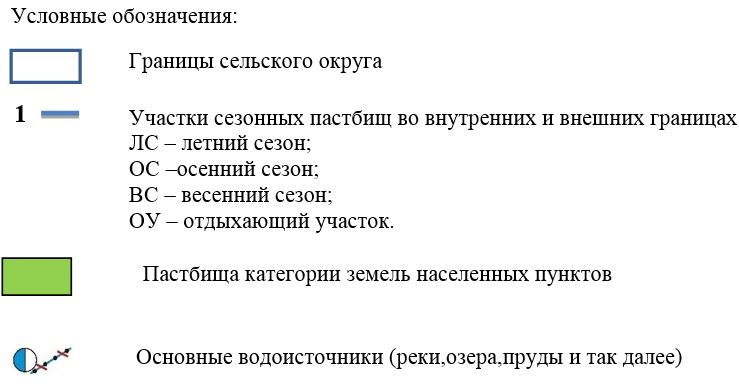 Условные обозначения:
Границы сельского округа
1 Участки сезонных пастбищ во внутренних и внешних границах
ЛС – летний сезон;
ОС –осенний сезон;
ВС – весенний сезон;
ОУ – отдыхающий участок.
Пастбища категории земель населенных пунктов
Основные водоисточники (реки,озера,пруды и так далее)